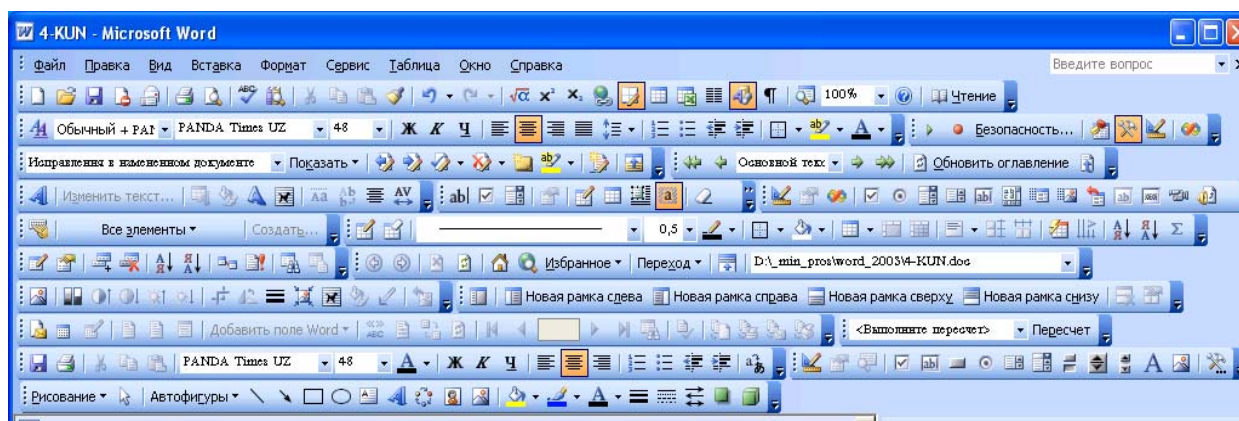 4-KUN - Microsoft Word
Файл Правка Вид Вставка Формат Сервис Таблица Окно Справка Введите вопрос
100% Чтение
Обычный + PAI PANDA Times UZ 48 Ж К Ч Безопасность...
Исправления в измененном документе Показать Основной текс Обновить оглавление
Изменить текст...
Все элементы Создать... 0,5
Избранное Переход D:\_min_pros\word_2003\4-KUN.doc
Новая рамка слева Новая рамка справа Новая рамка сверху Новая рамка снизу
Добавить поле Word <Выполните пересчет> Пересчет
PANDA Times UZ 48 Ж К Ч
Рисование Автофигуры